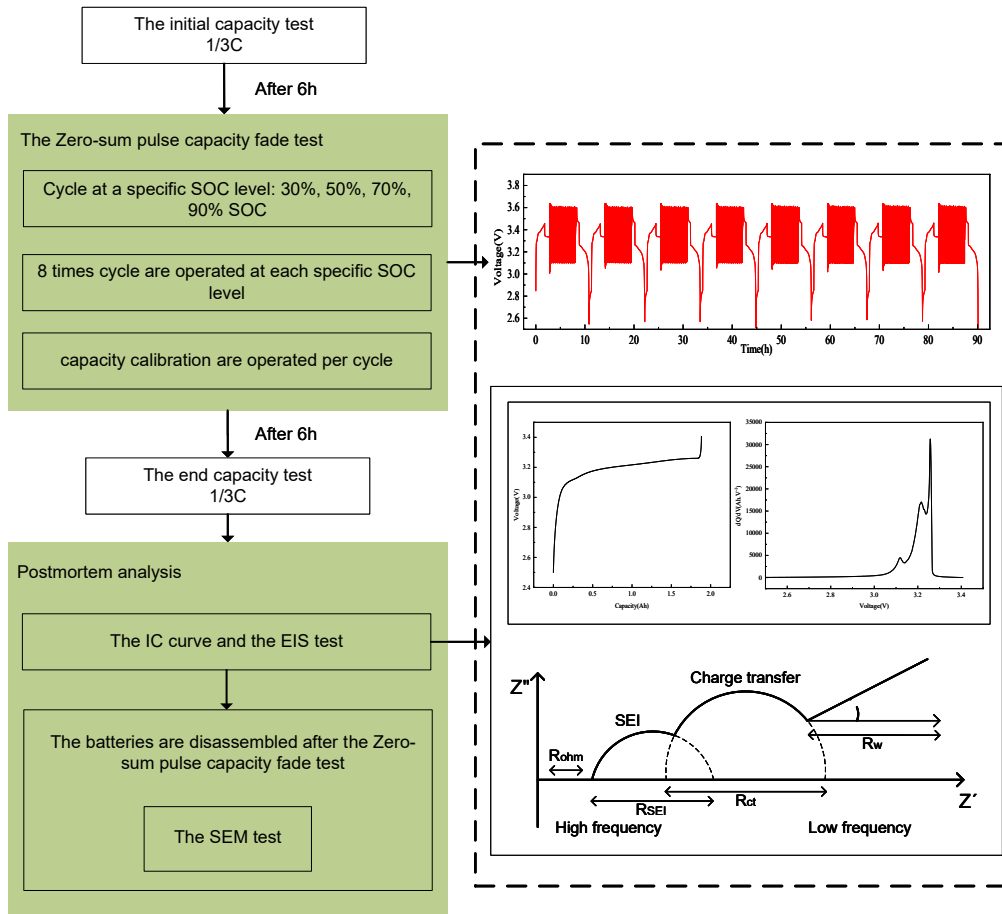 The initial capacity test
1/3C
After 6h
The Zero-sum pulse capacity fade test
Cycle at a specific SOC level: 30%, 50%, 70%,
90% SOC
8 times cycle are operated at each specific SOC
level
capacity calibration are operated per cycle
After 6h
The end capacity test
1/3C
Postmortem analysis
The IC curve and the EIS test
The batteries are disassembled after the Zero-
sum pulse capacity fade test
The SEM test
Voltage(V)
3.8
3.6
3.4
3.2
3.0
2.8
2.6
0 10 20 30 40 50 60 70 80 90
Time(h)
Voltage(V)
3.4
3.2
3.0
2.8
2.6
2.4
0.0 0.5 1.0 1.5 2.0
Capacity(Ah)
dQ/dV(Ah V⁻¹)
35000
30000
25000
20000
15000
10000
5000
0
2.6 2.8 3.0 3.2 3.4
Voltage(V)
Z"
Charge transfer
SEI
Rohm
Rw
RSEI
Rct
Z′
High frequency
Low frequency